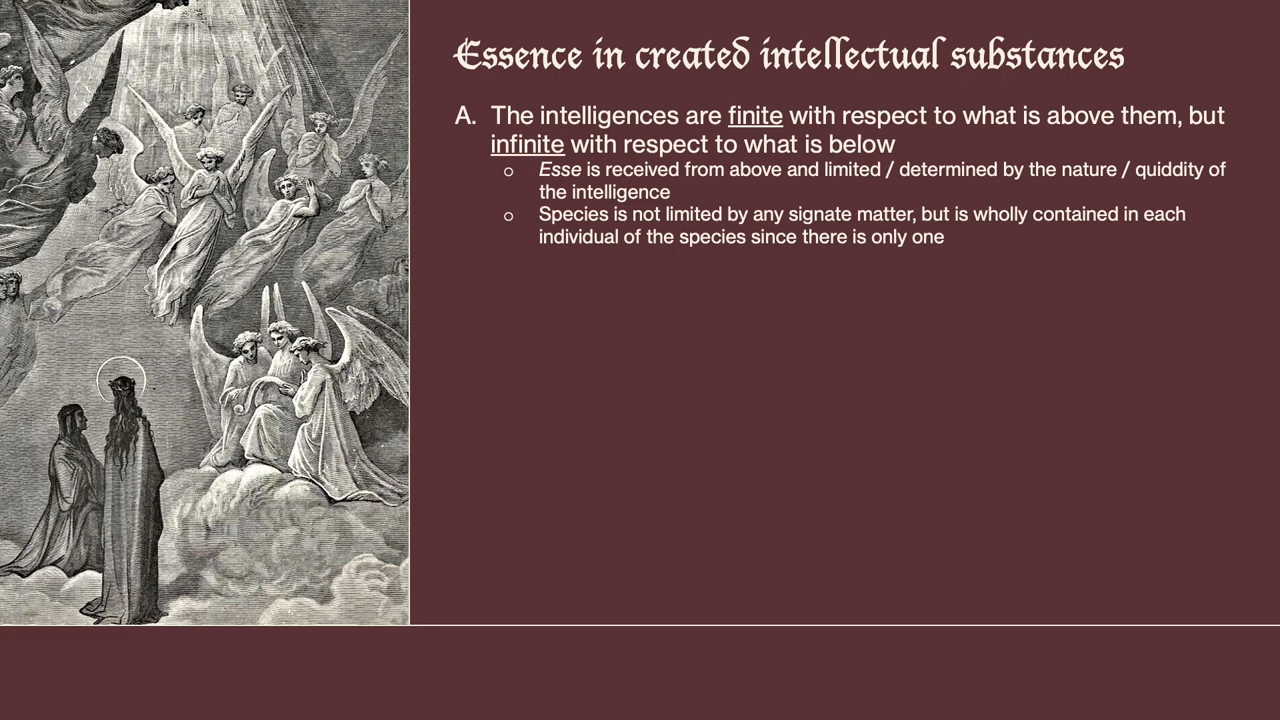 Essence in created intellectual substances
A. The intelligences are finite with respect to what is above them, but
infinite with respect to what is below
o Esse is received from above and limited / determined by the nature / quiddity of
the intelligence
o Species is not limited by any signate matter, but is wholly contained in each
individual of the species since there is only one